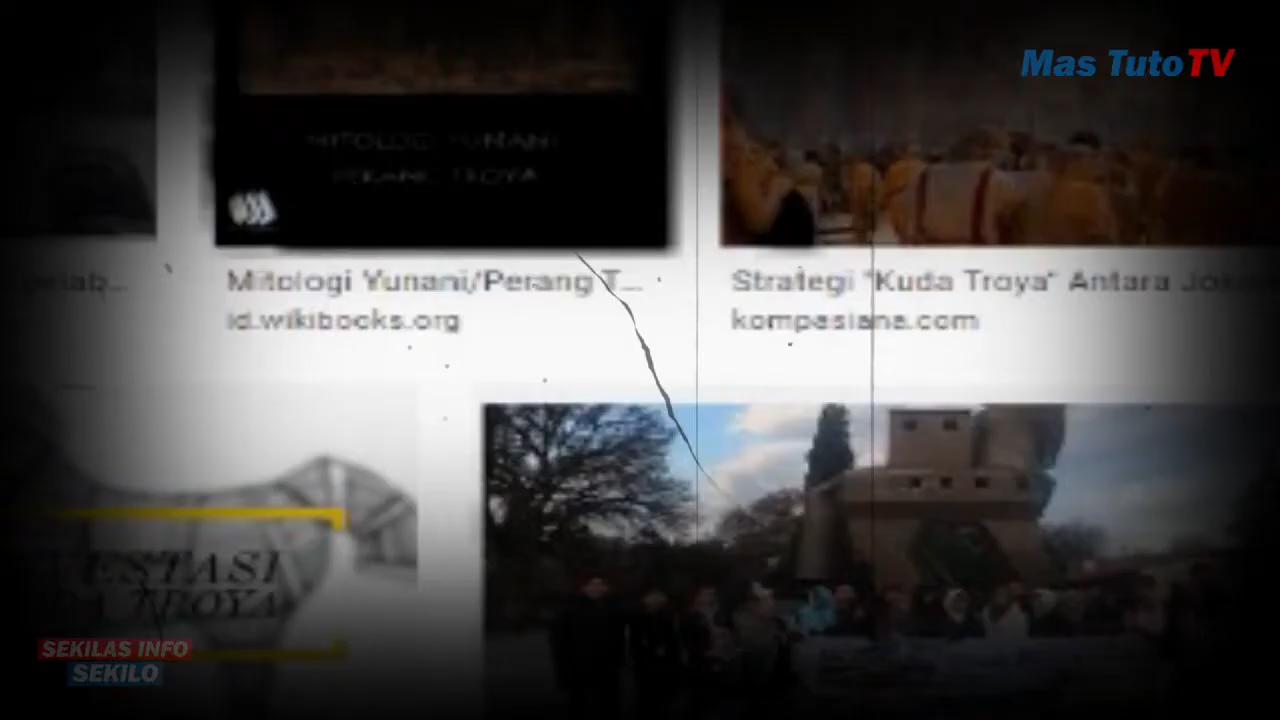 Mas TutoTV
MITOLOGI YUNANI
PERANG TROYA
Mitologi Yunani/Perang T...
id.wikibooks.org
Strategi "Kuda Troya" Antara
kompasiana.com
TROYA
SEKILAS INFO
SEKILO